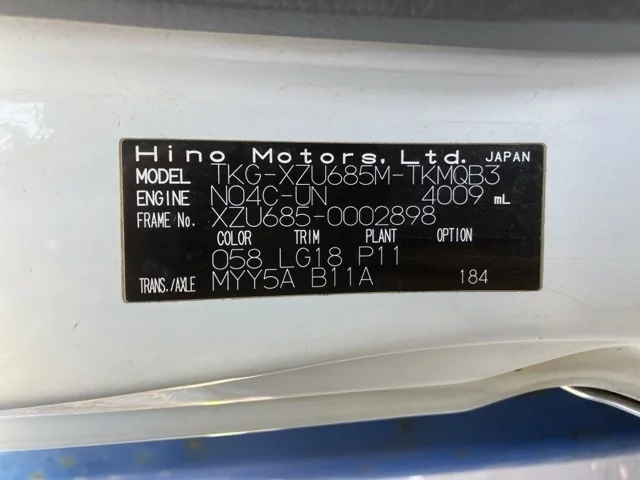 Hino Motors, Ltd. JAPAN
MODEL TKG-XZU685M-TKMQB3
ENGINE N04C-UN 4009 mL
FRAME No. XZU685-0002898
COLOR TRIM PLANT OPTION
058 LG18 P11
TRANS./AXLE MYY5A B11A 184